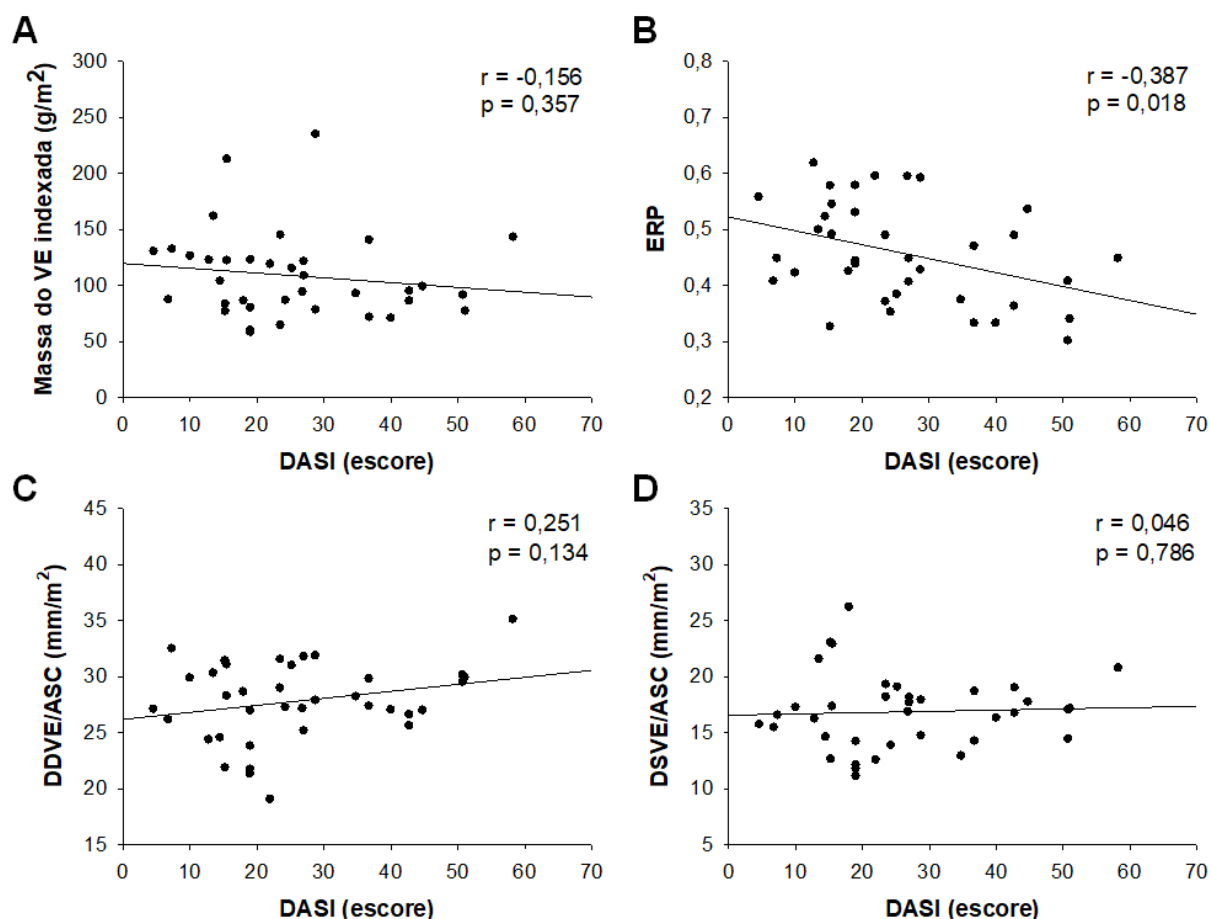 A
r = -0,156
p = 0,357
Massa do VE indexada (g/m²)
300
250
200
150
100
50
0
0 10 20 30 40 50 60 70
DASI (escore)
B
r = -0,387
p = 0,018
ERP
0,8
0,7
0,6
0,5
0,4
0,3
0,2
0 10 20 30 40 50 60 70
DASI (escore)
C
r = 0,251
p = 0,134
DDVE/ASC (mm/m²)
45
40
35
30
25
20
15
0 10 20 30 40 50 60 70
DASI (escore)
D
r = 0,046
p = 0,786
DSVE/ASC (mm/m²)
35
30
25
20
15
10
5
0 10 20 30 40 50 60 70
DASI (escore)